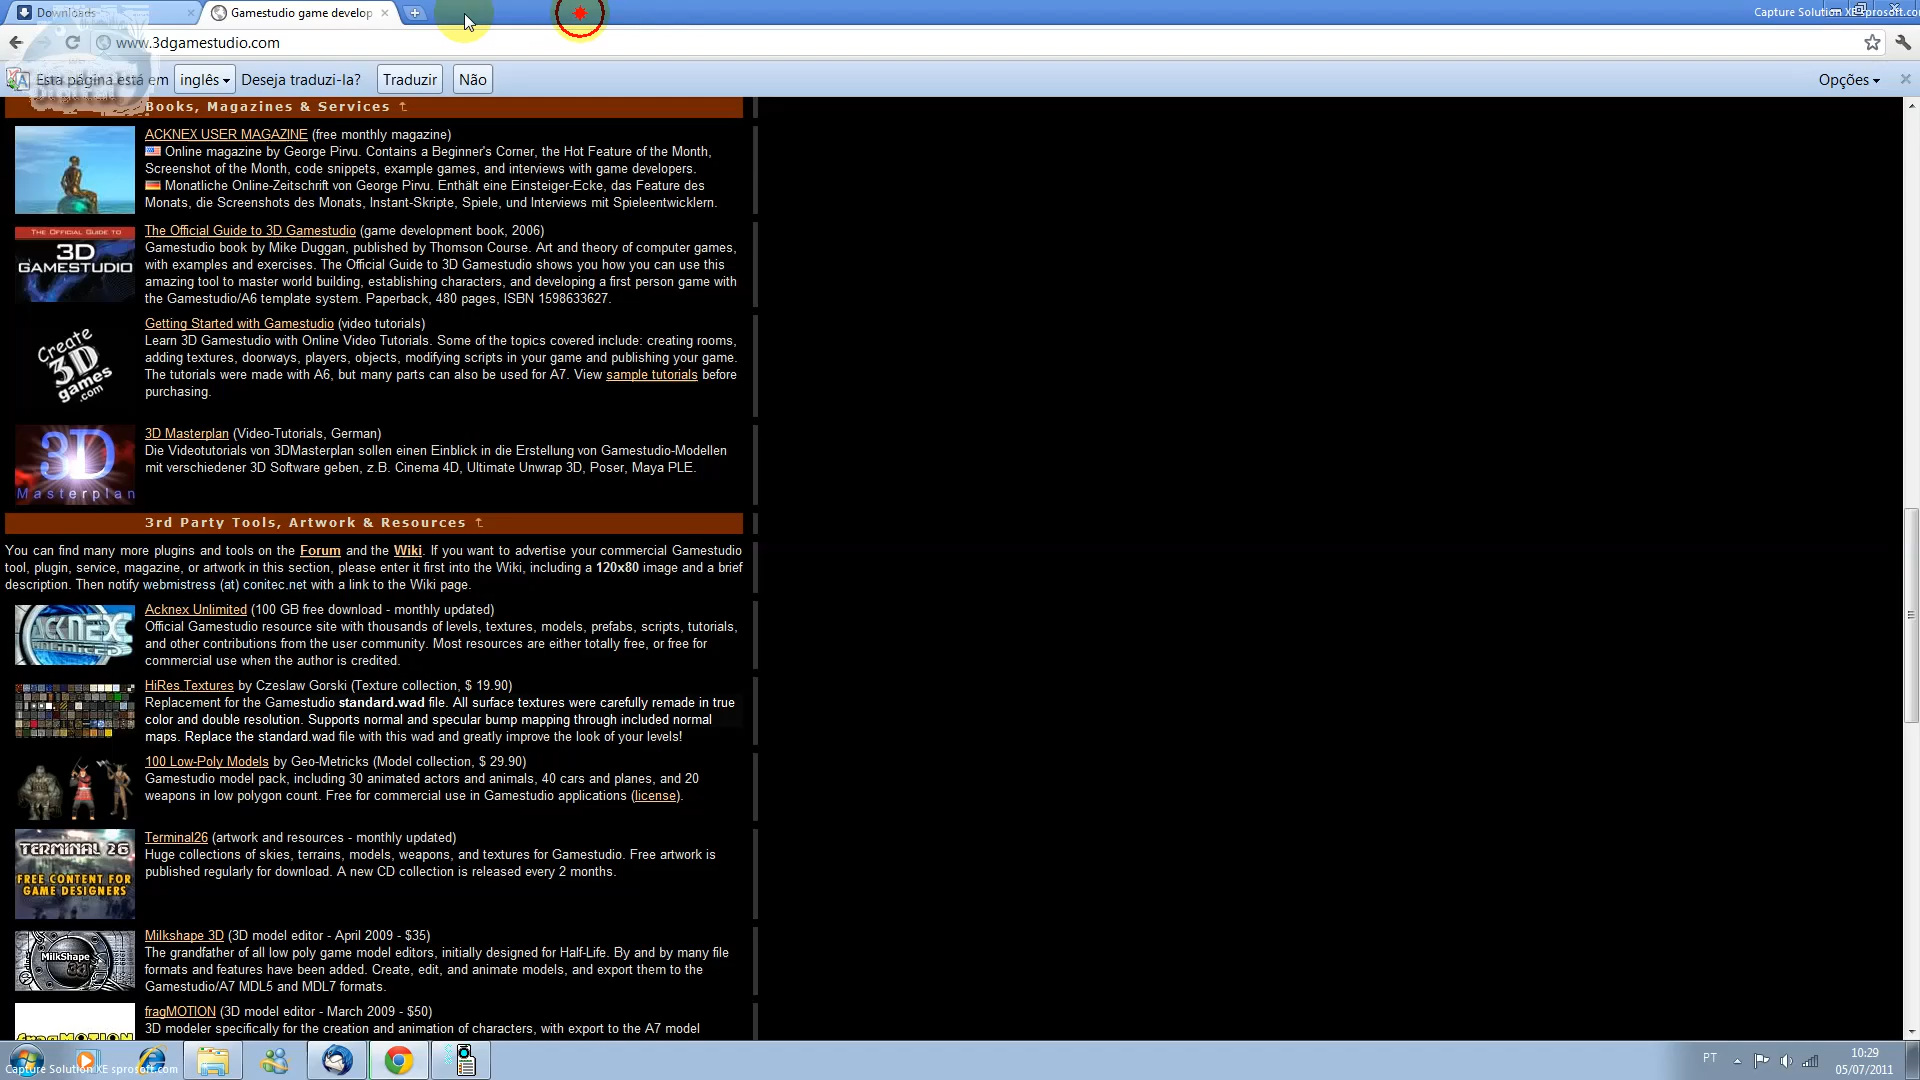 Downloads
Gamestudio game develop
Capture Solution XE sprosoft.co
www.3dgamestudio.com
Esta página está em inglês Deseja traduzi-la? Traduzir Não Opções
Books, Magazines & Services
ACKNEX USER MAGAZINE (free monthly magazine)
Online magazine by George Pirvu. Contains a Beginner's Corner, the Hot Feature of the Month,
Screenshot of the Month, code snippets, example games, and interviews with game developers.
Monatliche Online-Zeitschrift von George Pirvu. Enthält eine Einsteiger-Ecke, das Feature des
Monats, die Screenshots des Monats, Instant-Skripte, Spiele, und Interviews mit Spieleentwicklern.
THE OFFICIAL GUIDE TO
3D
GAMESTUDIO
The Official Guide to 3D Gamestudio (game development book, 2006)
Gamestudio book by Mike Duggan, published by Thomson Course. Art and theory of computer games,
with examples and exercises. The Official Guide to 3D Gamestudio shows you how you can use this
amazing tool to master world building, establishing characters, and developing a first person game with
the Gamestudio/A6 template system. Paperback, 480 pages, ISBN 1598633627.
Create
3D
games
.com
Getting Started with Gamestudio (video tutorials)
Learn 3D Gamestudio with Online Video Tutorials. Some of the topics covered include: creating rooms,
adding textures, doorways, players, objects, modifying scripts in your game and publishing your game.
The tutorials were made with A6, but many parts can also be used for A7. View sample tutorials before
purchasing.
3D
Masterplan
3D Masterplan (Video-Tutorials, German)
Die Videotutorials von 3DMasterplan sollen einen Einblick in die Erstellung von Gamestudio-Modellen
mit verschiedener 3D Software geben, z.B. Cinema 4D, Ultimate Unwrap 3D, Poser, Maya PLE.
3rd Party Tools, Artwork & Resources
You can find many more plugins and tools on the Forum and the Wiki. If you want to advertise your commercial Gamestudio
tool, plugin, service, magazine, or artwork in this section, please enter it first into the Wiki, including a 120x80 image and a brief
description. Then notify webmistress (at) conitec.net with a link to the Wiki page.
ACKNEX
UNLIMITED
Acknex Unlimited (100 GB free download - monthly updated)
Official Gamestudio resource site with thousands of levels, textures, models, prefabs, scripts, tutorials,
and other contributions from the user community. Most resources are either totally free, or free for
commercial use when the author is credited.
HiRes Textures by Czeslaw Gorski (Texture collection, $ 19.90)
Replacement for the Gamestudio standard.wad file. All surface textures were carefully remade in true
color and double resolution. Supports normal and specular bump mapping through included normal
maps. Replace the standard.wad file with this wad and greatly improve the look of your levels!
100 Low-Poly Models by Geo-Metricks (Model collection, $ 29.90)
Gamestudio model pack, including 30 animated actors and animals, 40 cars and planes, and 20
weapons in low polygon count. Free for commercial use in Gamestudio applications (license).
TERMINAL 26
FREE CONTENT FOR
GAME DESIGNERS
Terminal26 (artwork and resources - monthly updated)
Huge collections of skies, terrains, models, weapons, and textures for Gamestudio. Free artwork is
published regularly for download. A new CD collection is released every 2 months.
MilkShape
3D
Milkshape 3D (3D model editor - April 2009 - $35)
The grandfather of all low poly game model editors, initially designed for Half-Life. By and by many file
formats and features have been added. Create, edit, and animate models, and export them to the
Gamestudio/A7 MDL5 and MDL7 formats.
fragMOTION
fragMOTION (3D model editor - March 2009 - $50)
3D modeler specifically for the creation and animation of characters, with export to the A7 model
Capture Solution XE sprosoft.com
PT
10:29
05/07/2011